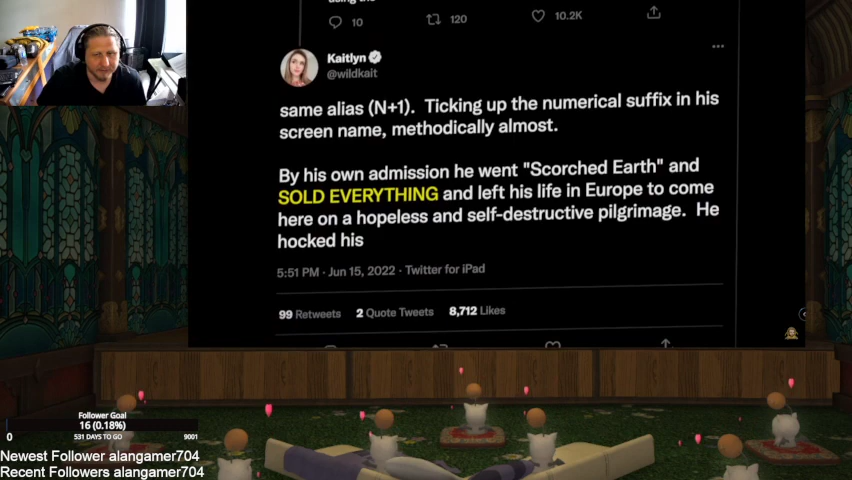 using the
10 120 10.2K
Kaitlyn
@wildkait
same alias (N+1). Ticking up the numerical suffix in his
screen name, methodically almost.
By his own admission he went "Scorched Earth" and
SOLD EVERYTHING and left his life in Europe to come
here on a hopeless and self-destructive pilgrimage. He
hocked his
5:51 PM · Jun 15, 2022 · Twitter for iPad
99 Retweets 2 Quote Tweets 8,712 Likes
Follower Goal
16 (0.18%)
0 531 DAYS TO GO 9001
Newest Follower alangamer704
Recent Followers alangamer704